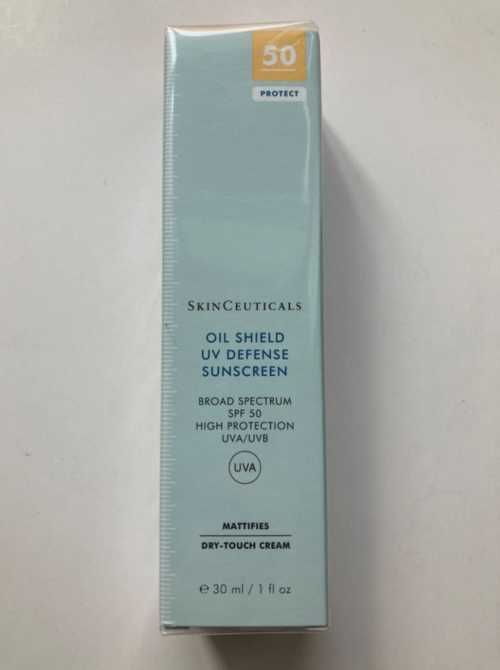 50
PROTECT
SKINCEUTICALS
OIL SHIELD
UV DEFENSE
SUNSCREEN
BROAD SPECTRUM
SPF 50
HIGH PROTECTION
UVA/UVB
UVA
MATTIFIES
DRY-TOUCH CREAM
℮ 30 ml / 1 fl oz